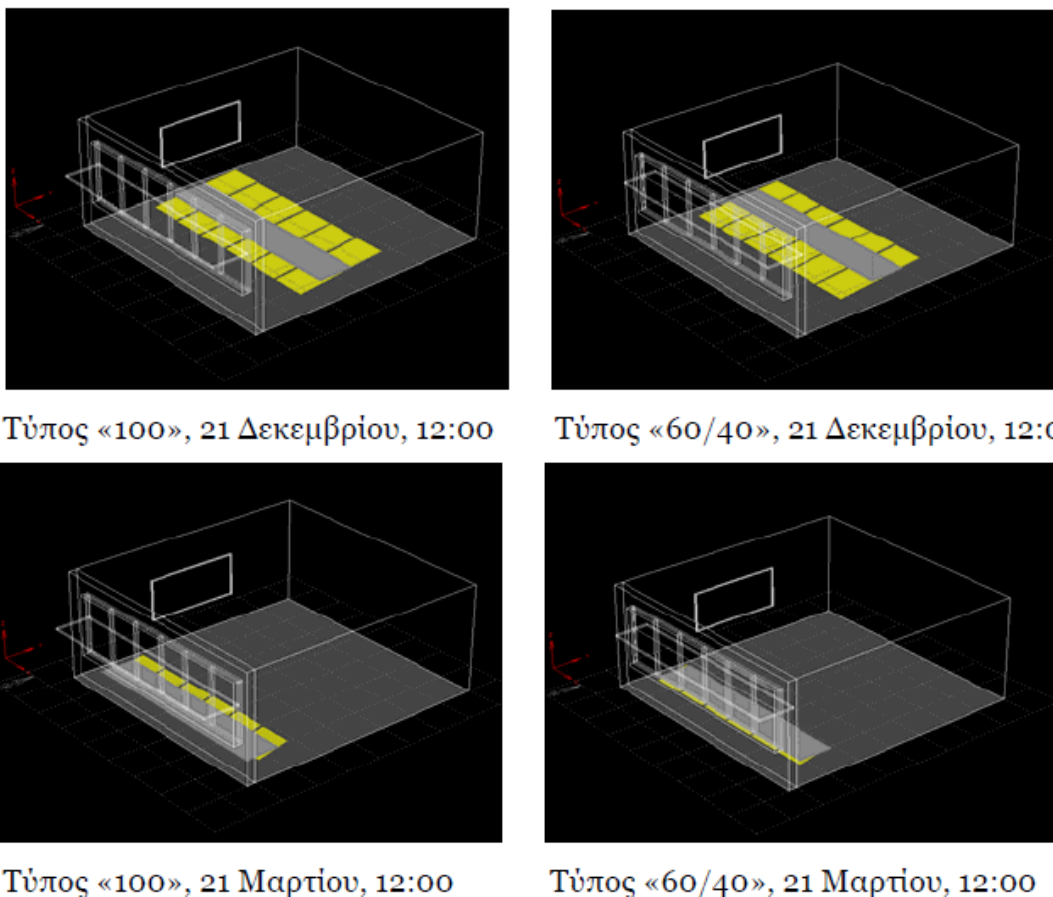 Τύπος «100», 21 Δεκεμβρίου, 12:00
Τύπος «60/40», 21 Δεκεμβρίου, 12:0
Τύπος «100», 21 Μαρτίου, 12:00
Τύπος «60/40», 21 Μαρτίου, 12:00